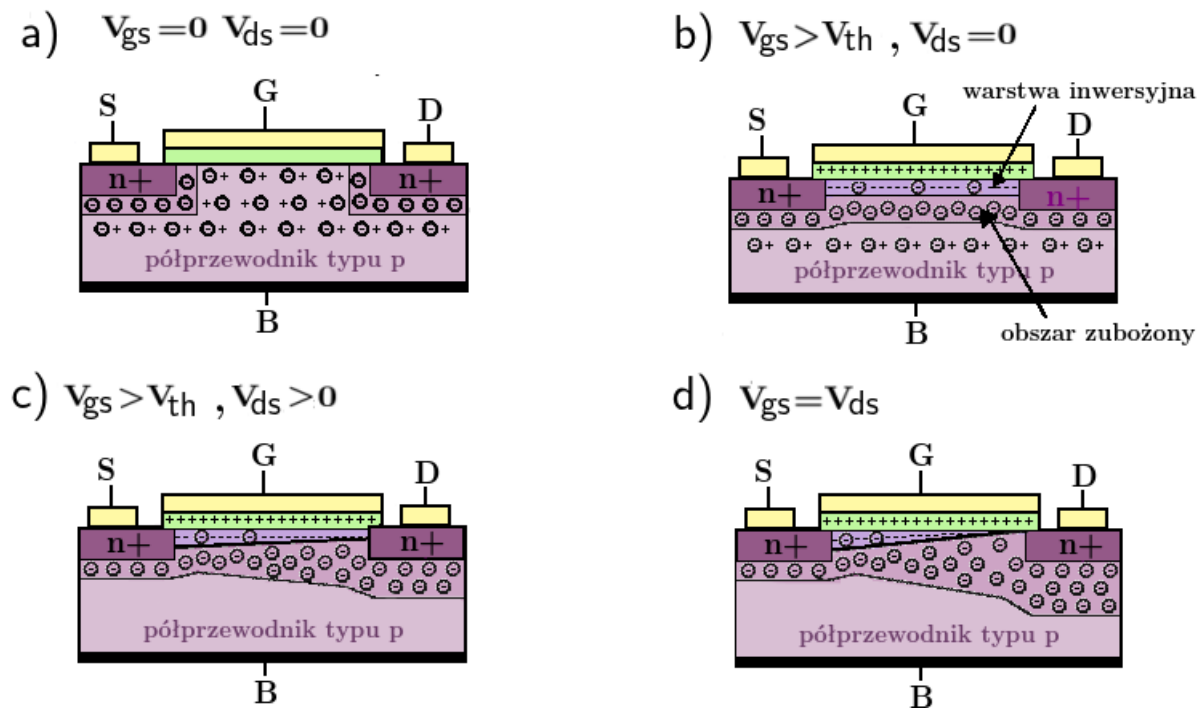 a) Vgs=0 Vds=0
S
G
D
n+
n+
półprzewodnik typu p
B
b) Vgs>Vth , Vds=0
warstwa inwersyjna
S
G
D
n+
n+
półprzewodnik typu p
B
obszar zubożony
c) Vgs>Vth , Vds>0
S
G
D
n+
n+
półprzewodnik typu p
B
d) Vgs=Vds
S
G
D
n+
n+
półprzewodnik typu p
B